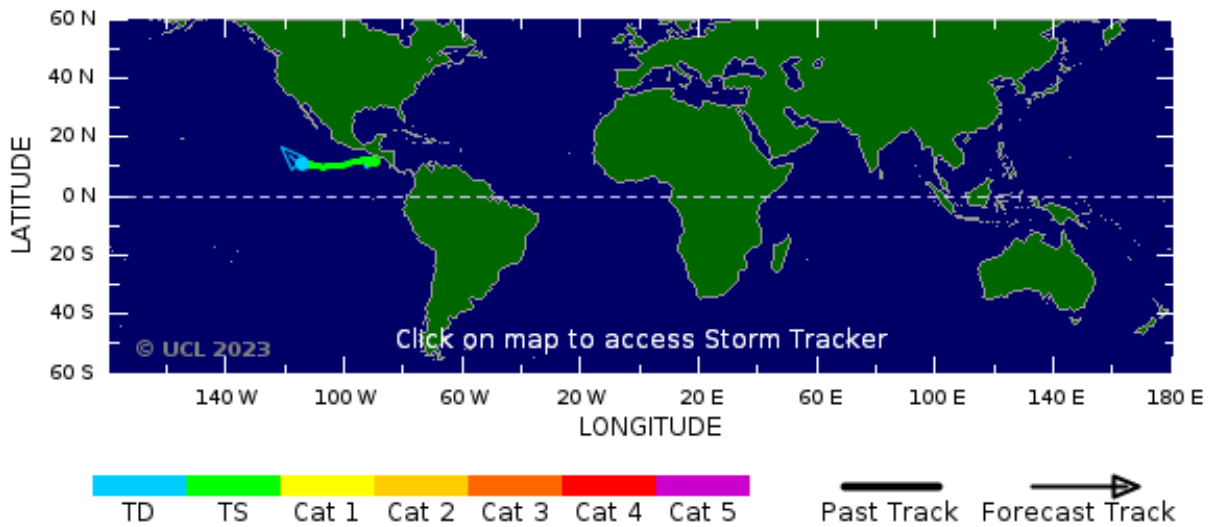 60 N
40 N
20 N
0 N
20 S
40 S
60 S
LATITUDE
Click on map to access Storm Tracker
© UCL 2023
140 W 100 W 60 W 20 W 20 E 60 E 100 E 140 E 180 E
LONGITUDE
TD TS Cat 1 Cat 2 Cat 3 Cat 4 Cat 5 Past Track Forecast Track